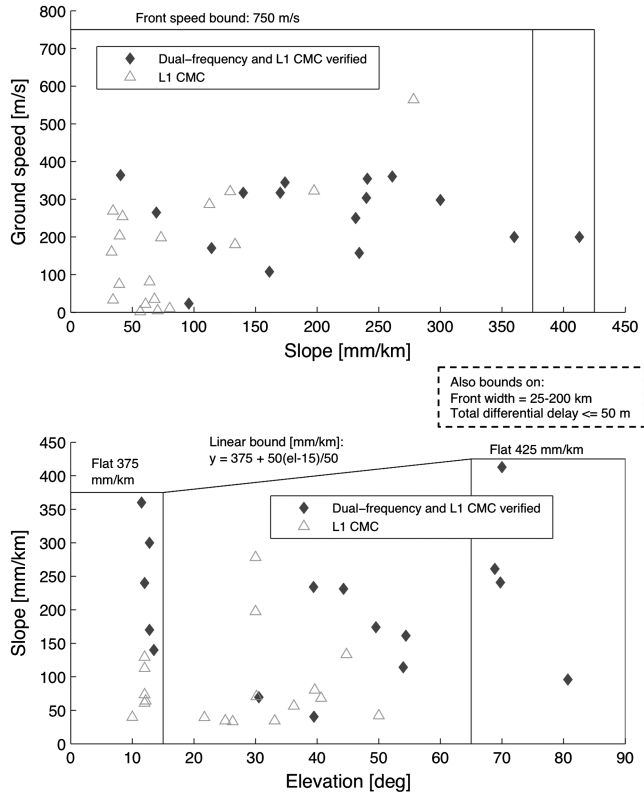 Front speed bound: 750 m/s
800
700
600
500
400
300
200
100
0
Ground speed [m/s]
Dual-frequency and L1 CMC verified
L1 CMC
0 50 100 150 200 250 300 350 400 450
Slope [mm/km]
Also bounds on:
Front width = 25-200 km
Total differential delay <= 50 m
Linear bound [mm/km]:
y = 375 + 50(el-15)/50
Flat 375
mm/km
Flat 425 mm/km
450
400
350
300
250
200
150
100
50
0
Slope [mm/km]
Dual-frequency and L1 CMC verified
L1 CMC
0 10 20 30 40 50 60 70 80 90
Elevation [deg]